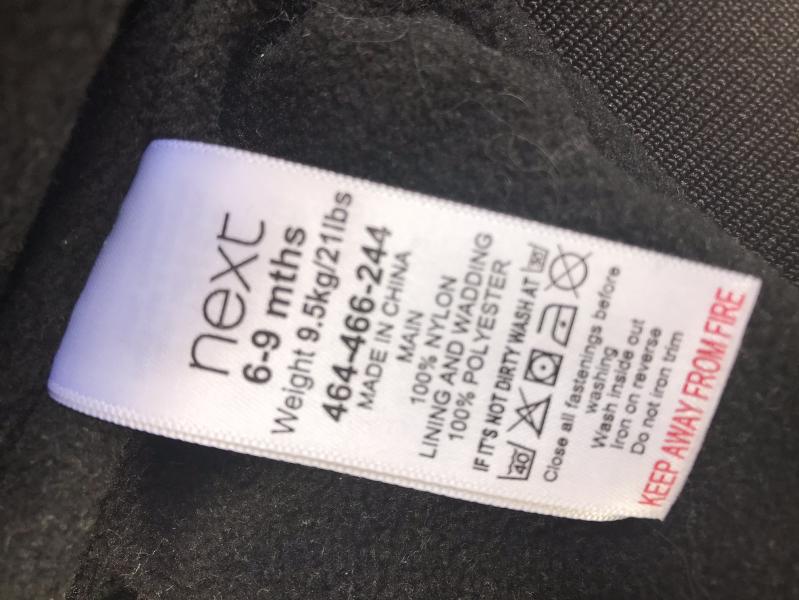 next
6-9 mths
Weight 9.5kg/21lbs
464-466-244
MADE IN CHINA
MAIN
100% NYLON
LINING AND WADDING
100% POLYESTER
IF IT'S NOT DIRTY WASH AT 30
40
Close all fastenings before
washing
Wash inside out
Iron on reverse
Do not iron trim
KEEP AWAY FROM FIRE